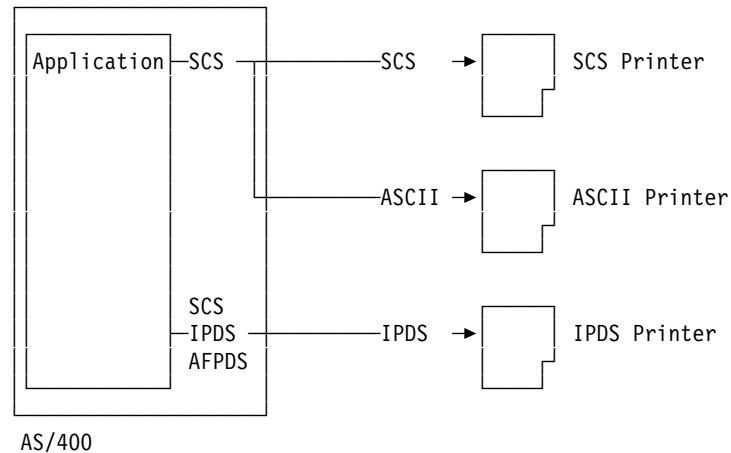 Application SCS SCS SCS Printer
ASCII ASCII Printer
SCS
IPDS IPDS IPDS Printer
AFPDS
AS/400